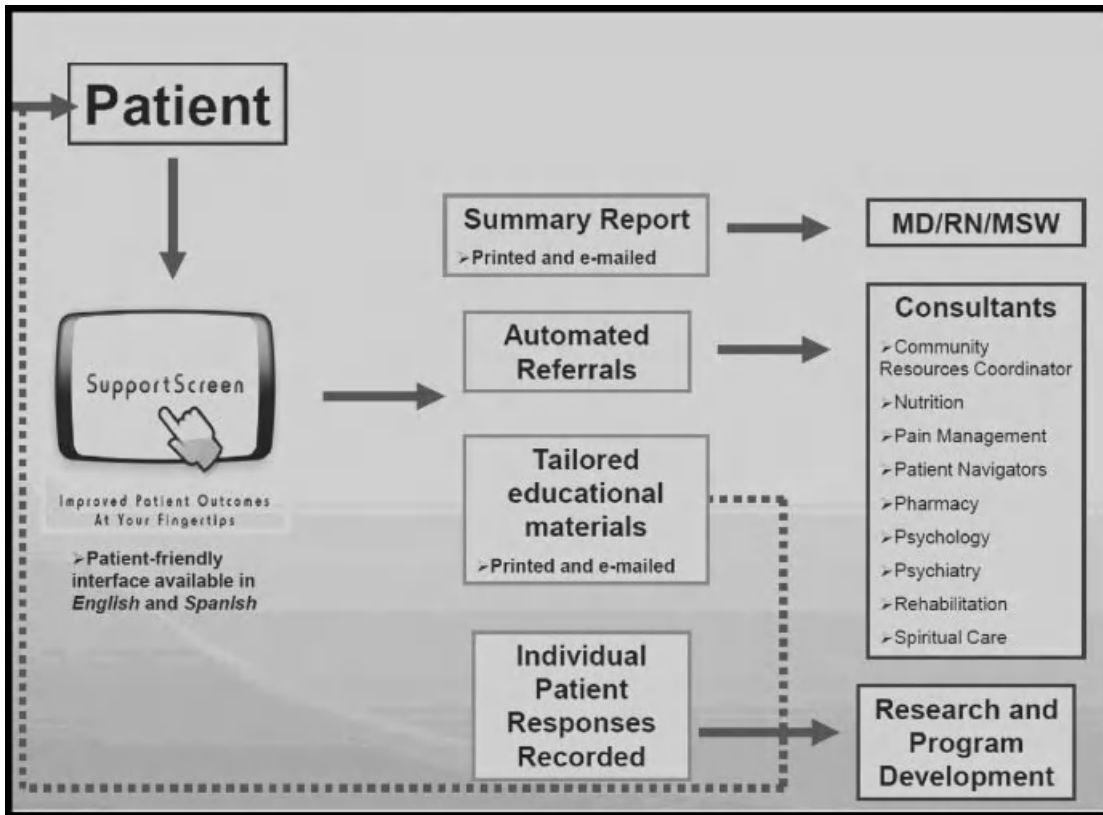 Patient
SupportScreen
Improved Patient Outcomes
At Your Fingertips
➢Patient-friendly
interface available in
English and Spanish
Summary Report
➢Printed and e-mailed
Automated
Referrals
Tailored
educational
materials
➢Printed and e-mailed
Individual
Patient
Responses
Recorded
MD/RN/MSW
Consultants
➢Community
Resources Coordinator
➢Nutrition
➢Pain Management
➢Patient Navigators
➢Pharmacy
➢Psychology
➢Psychiatry
➢Rehabilitation
➢Spiritual Care
Research and
Program
Development